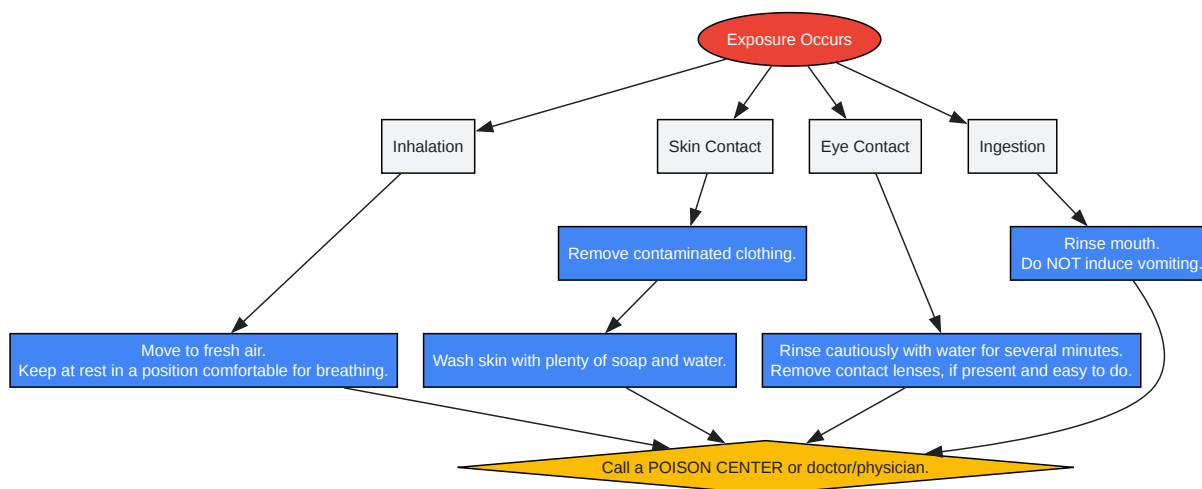 Exposure Occurs
Inhalation
Skin Contact
Eye Contact
Ingestion
Remove contaminated clothing.
Rinse mouth.
Do NOT induce vomiting.
Move to fresh air.
Keep at rest in a position comfortable for breathing.
Wash skin with plenty of soap and water.
Rinse cautiously with water for several minutes.
Remove contact lenses, if present and easy to do.
Call a POISON CENTER or doctor/physician.